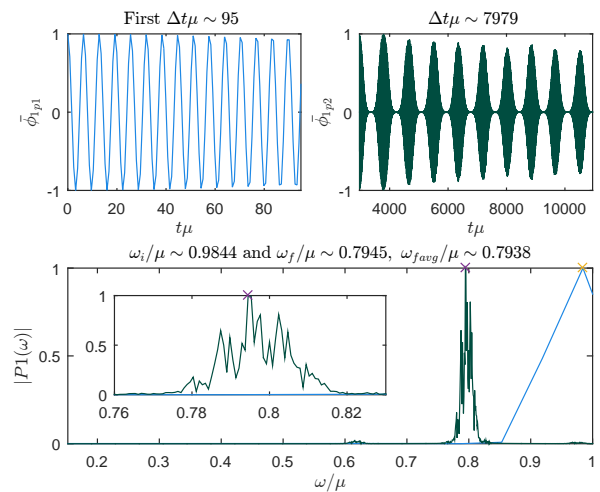 First Δtμ ∼ 95
Δtμ ∼ 7979
1
0
-1
ϕ̄₁ₚ₁
0 20 40 60 80
tμ
1
0
-1
ϕ̄₁ₚ₂
4000 6000 8000 10000
tμ
ωᵢ/μ ∼ 0.9844 and ω_f/μ ∼ 0.7945, ω_favg/μ ∼ 0.7938
1
0.5
0
|P1(ω)|
1
0.5
0
0.76 0.78 0.8 0.82
0.2 0.3 0.4 0.5 0.6 0.7 0.8 0.9 1
ω/μ